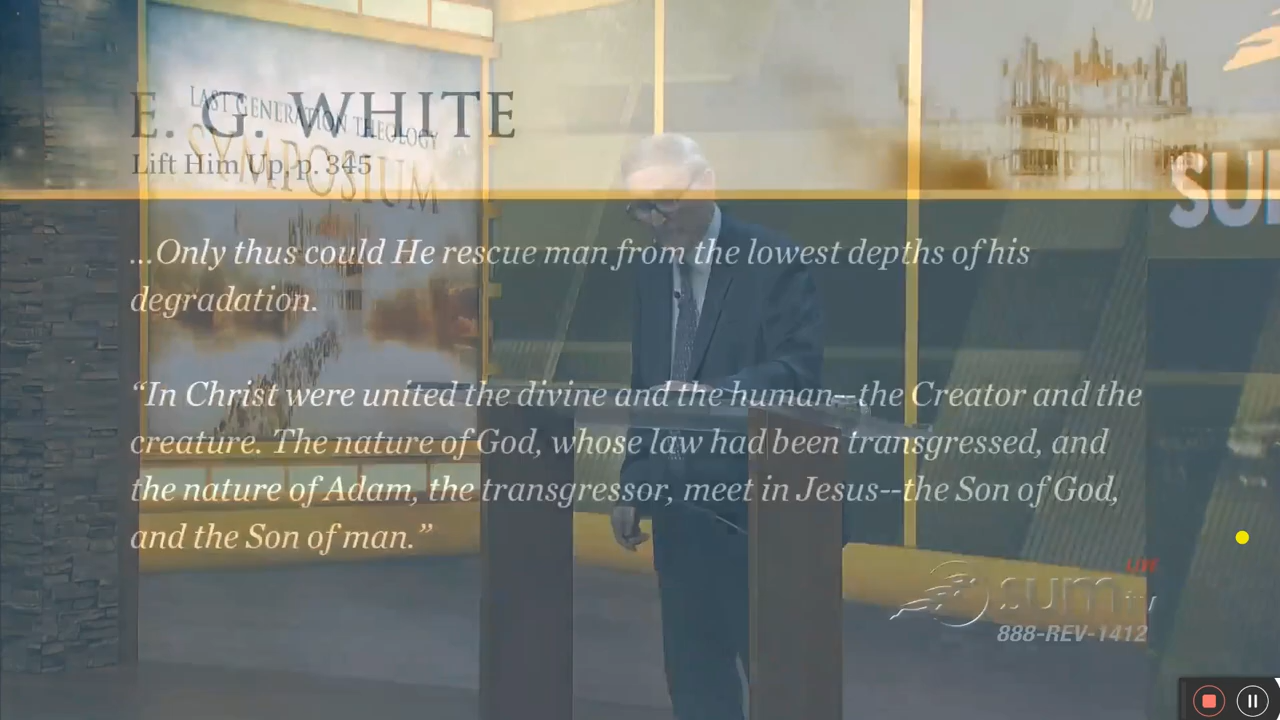 E. G. WHITE
LAST GENERATION THEOLOGY
SYMPOSIUM
Lift Him Up, p. 345
SU
...Only thus could He rescue man from the lowest depths of his
degradation.
“In Christ were united the divine and the human--the Creator and the
creature. The nature of God, whose law had been transgressed, and
the nature of Adam, the transgressor, meet in Jesus--the Son of God,
and the Son of man.”
LIVE
sumtv
888-REV-1412